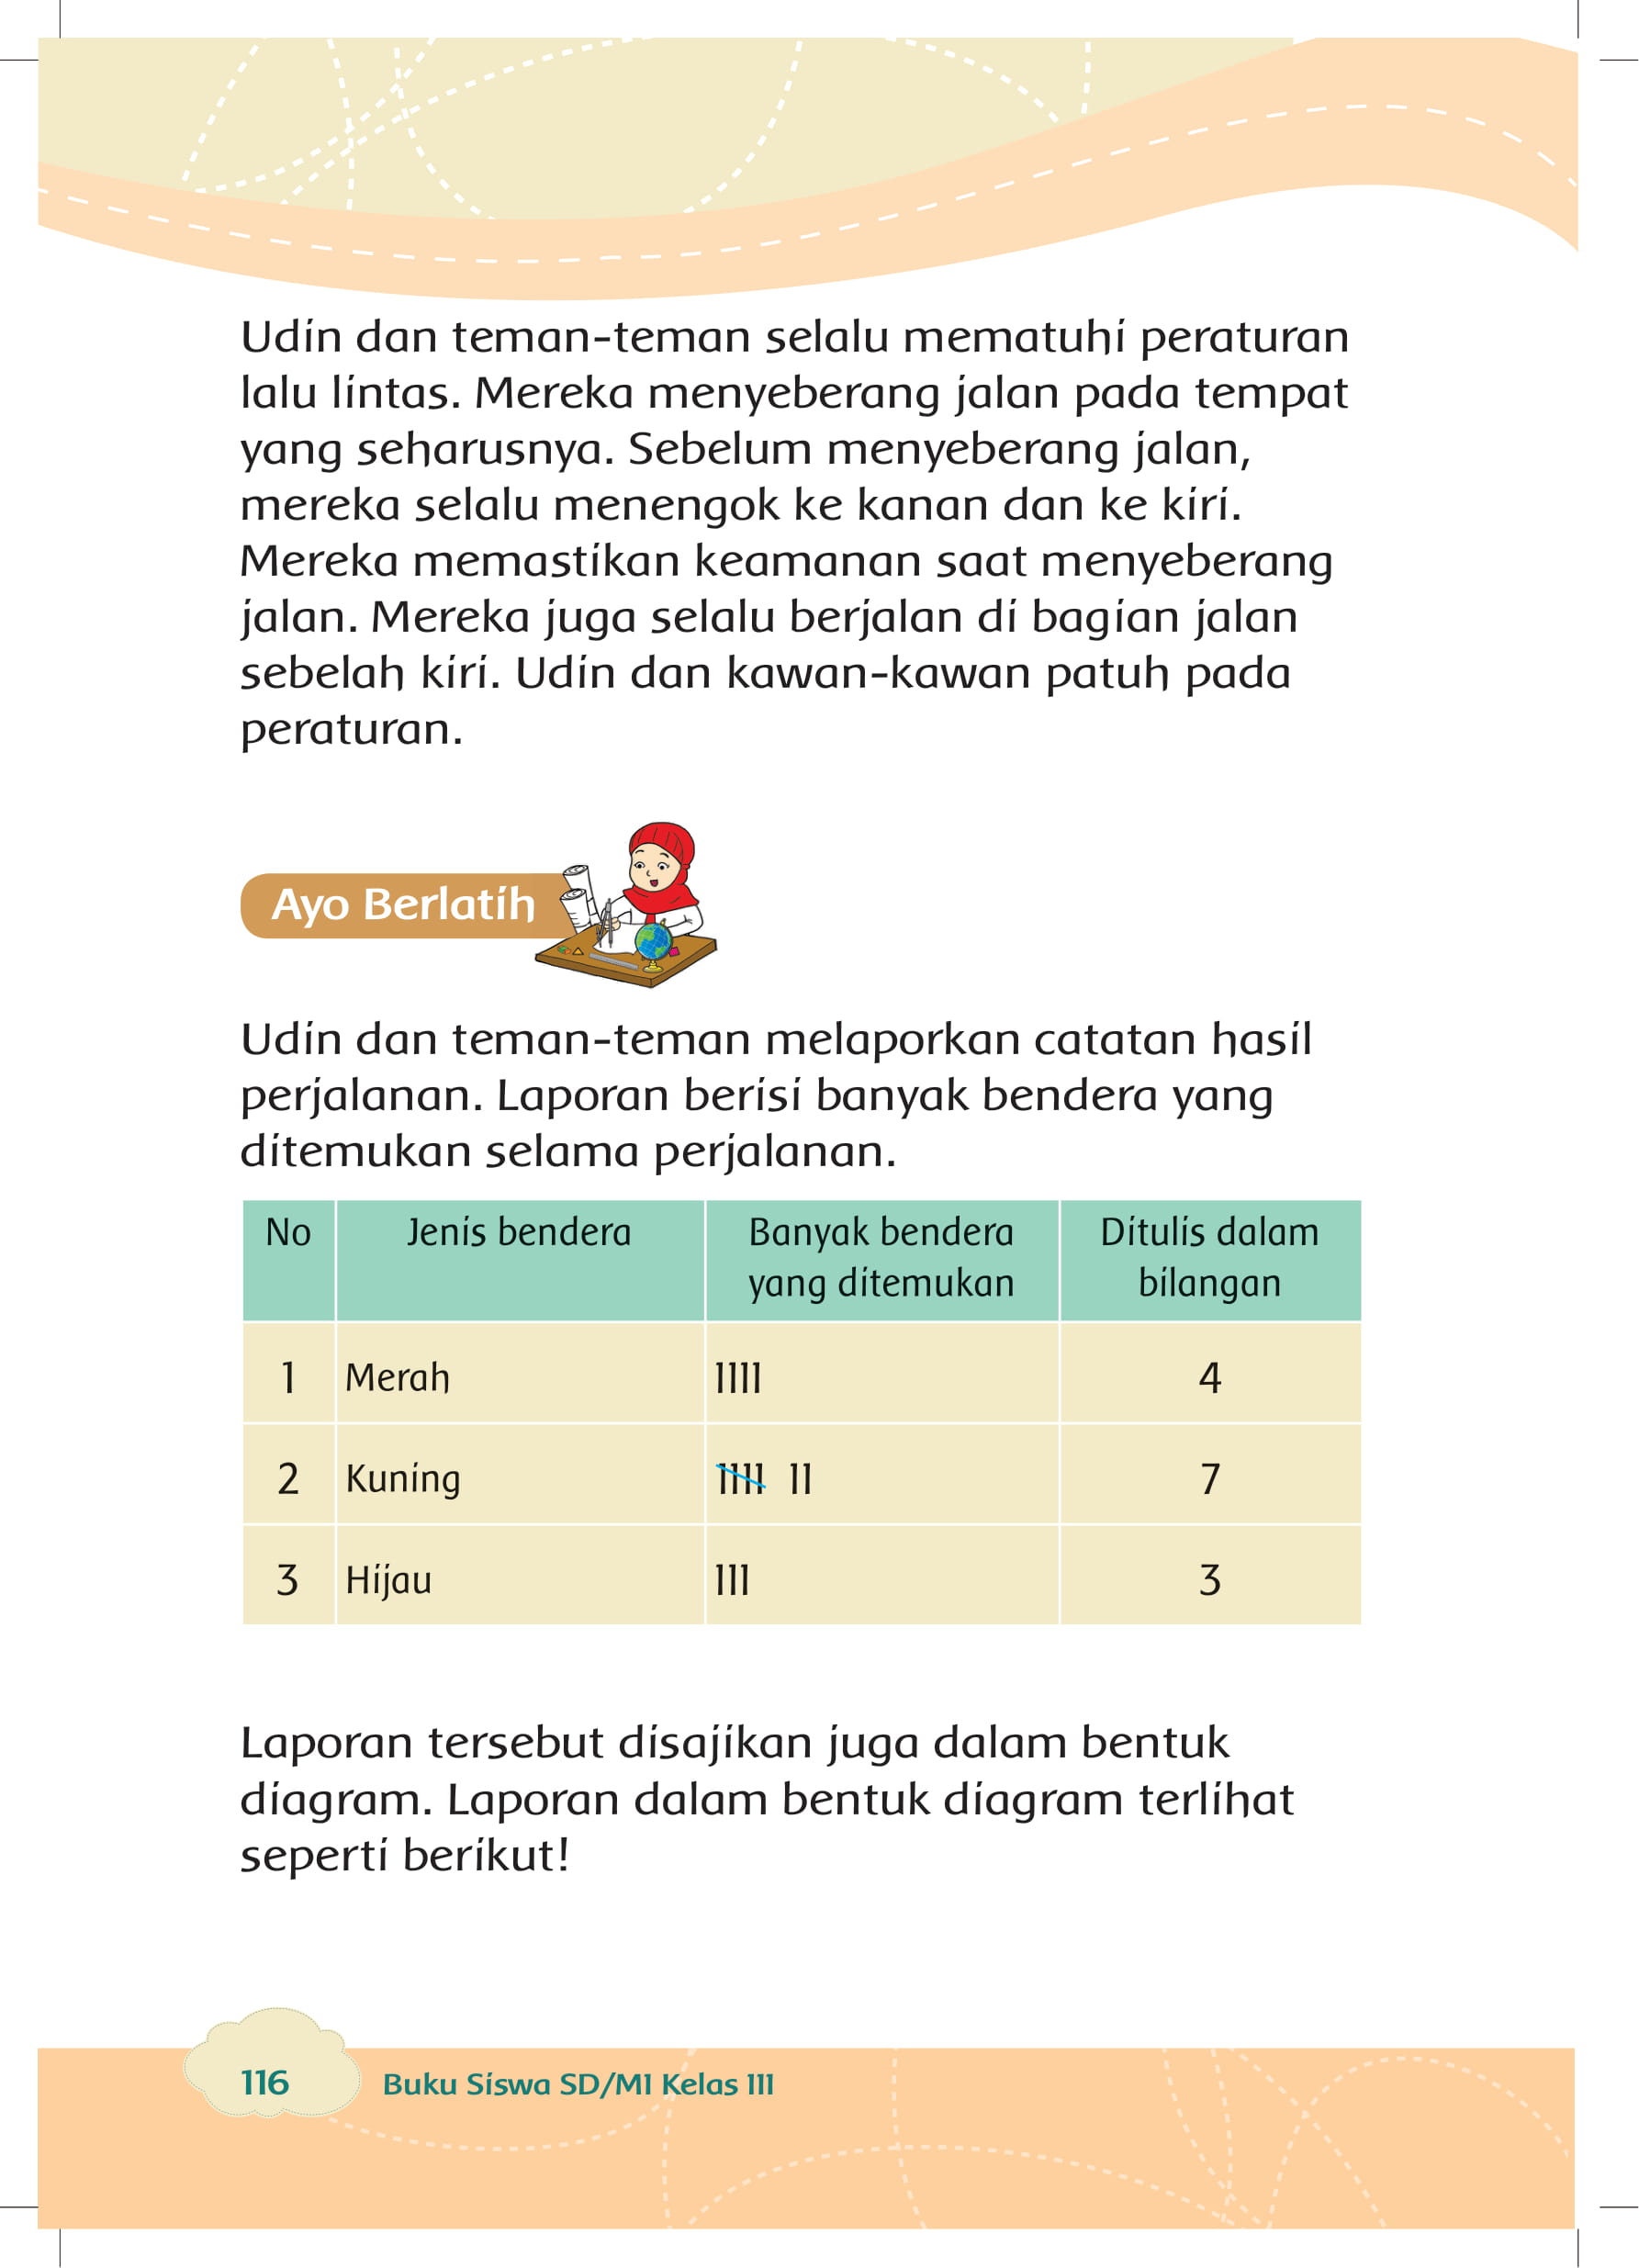 Udin dan teman-teman selalu mematuhi peraturan
lalu lintas. Mereka menyeberang jalan pada tempat
yang seharusnya. Sebelum menyeberang jalan,
mereka selalu menengok ke kanan dan ke kiri.
Mereka memastikan keamanan saat menyeberang
jalan. Mereka juga selalu berjalan di bagian jalan
sebelah kiri. Udin dan kawan-kawan patuh pada
peraturan.
Ayo Berlatih
Udin dan teman-teman melaporkan catatan hasil
perjalanan. Laporan berisi banyak bendera yang
ditemukan selama perjalanan.
No Jenis bendera Banyak bendera yang ditemukan Ditulis dalam bilangan
1 Merah IIII 4
2 Kuning IIII II 7
3 Hijau III 3
Laporan tersebut disajikan juga dalam bentuk
diagram. Laporan dalam bentuk diagram terlihat
seperti berikut!
116 Buku Siswa SD/MI Kelas III